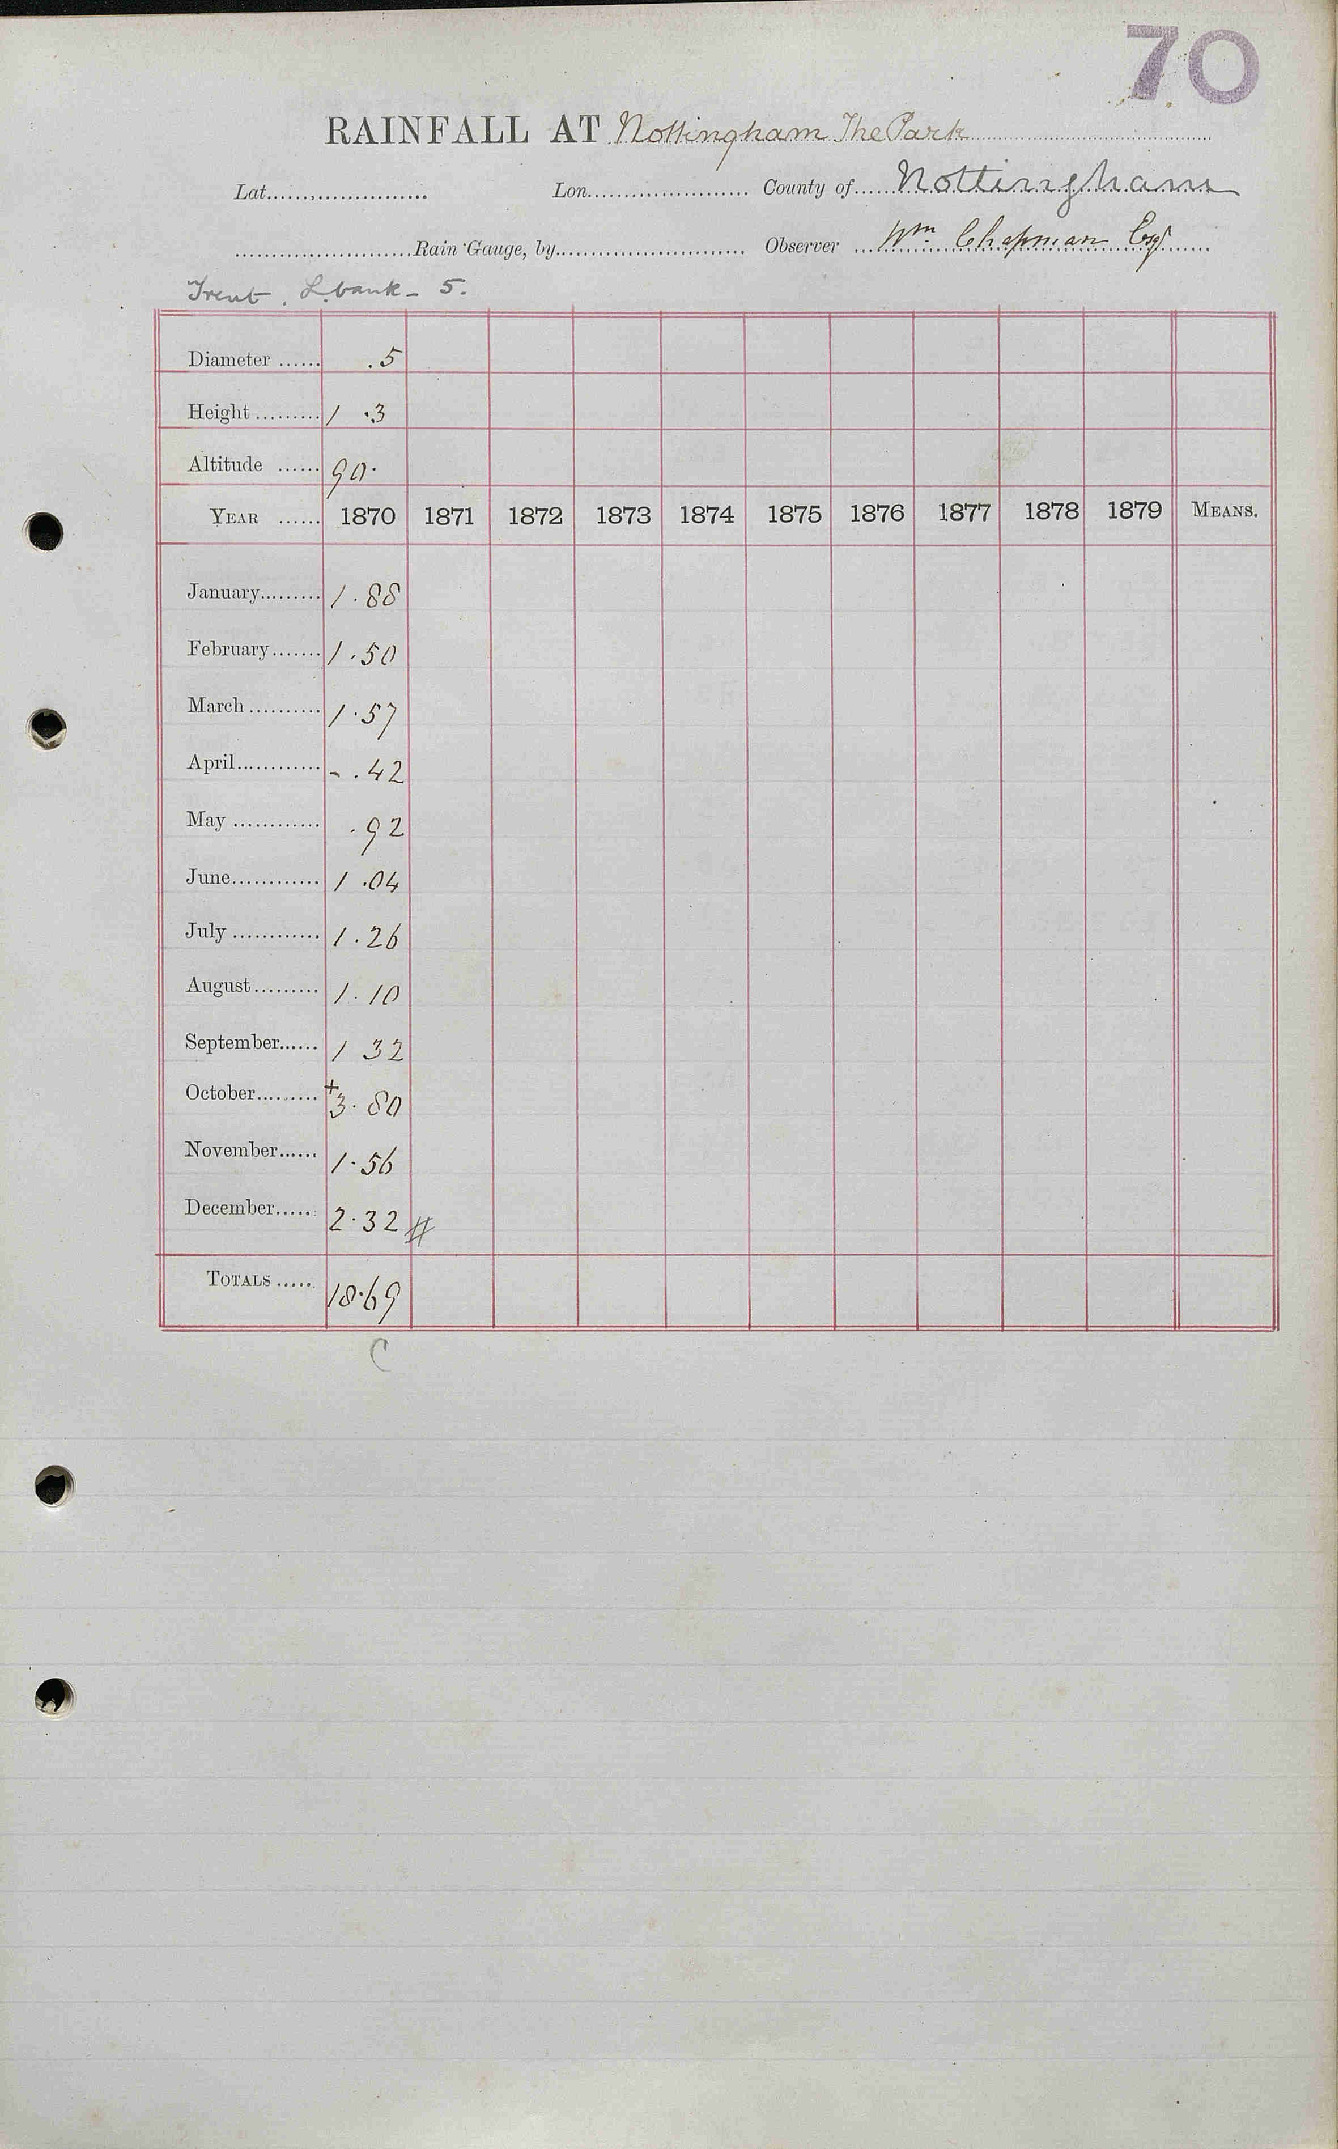 70
RAINFALL AT Nottingham The Park
Lat. Lon. County of Nottingham
Rain Gauge, by Observer Wm Chapman Esq
Trent. L. bank - 5.
Diameter ...... .5
Height ......... 1 .3
Altitude ...... 90.
YEAR ...... 1870 1871 1872 1873 1874 1875 1876 1877 1878 1879 MEANS.
January......... 1.88
February....... 1.50
March .......... 1.57
April............ - .42
May ............ .92
June............ 1 .04
July ............ 1.26
August......... 1.10
September...... 1 32
October......... +3.80
November...... 1.56
December..... 2.32 #
TOTALS ..... 18.69
C